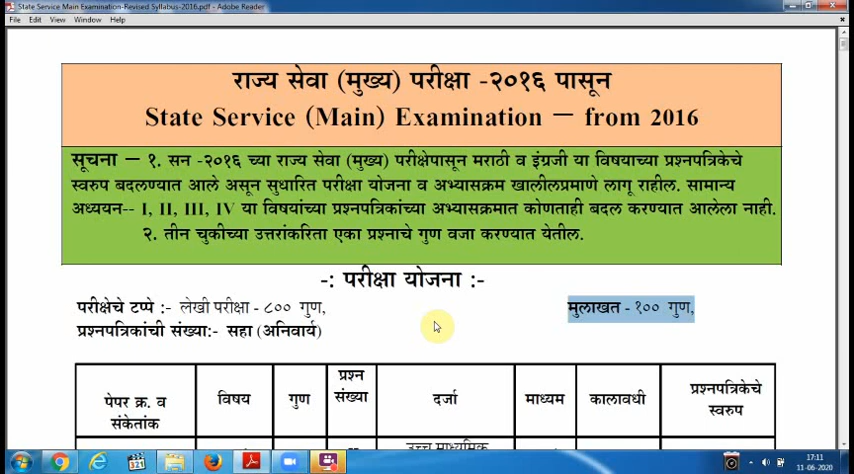 State Service Main Examination-Revised Syllabus-2016.pdf - Adobe Reader
File Edit View Window Help
राज्य सेवा (मुख्य) परीक्षा -२०१६ पासून
State Service (Main) Examination – from 2016
सूचना – १. सन -२०१६ च्या राज्य सेवा (मुख्य) परीक्षेपासून मराठी व इंग्रजी या विषयाच्या प्रश्नपत्रिकेचे
स्वरुप बदलण्यात आले असून सुधारित परीक्षा योजना व अभ्यासक्रम खालीलप्रमाणे लागू राहील. सामान्य
अध्ययन-- I, II, III, IV या विषयांच्या प्रश्नपत्रिकांच्या अभ्यासक्रमात कोणताही बदल करण्यात आलेला नाही.
२. तीन चुकीच्या उत्तरांकरिता एका प्रश्नाचे गुण वजा करण्यात येतील.
-: परीक्षा योजना :-
परीक्षेचे टप्पे :- लेखी परीक्षा - ८०० गुण, मुलाखत - १०० गुण,
प्रश्नपत्रिकांची संख्या:- सहा (अनिवार्य)
पेपर क्र. व संकेतांक विषय गुण प्रश्न संख्या दर्जा माध्यम कालावधी प्रश्नपत्रिकेचे स्वरुप
उच्च माध्यमिक
321
17:11
11-06-2020